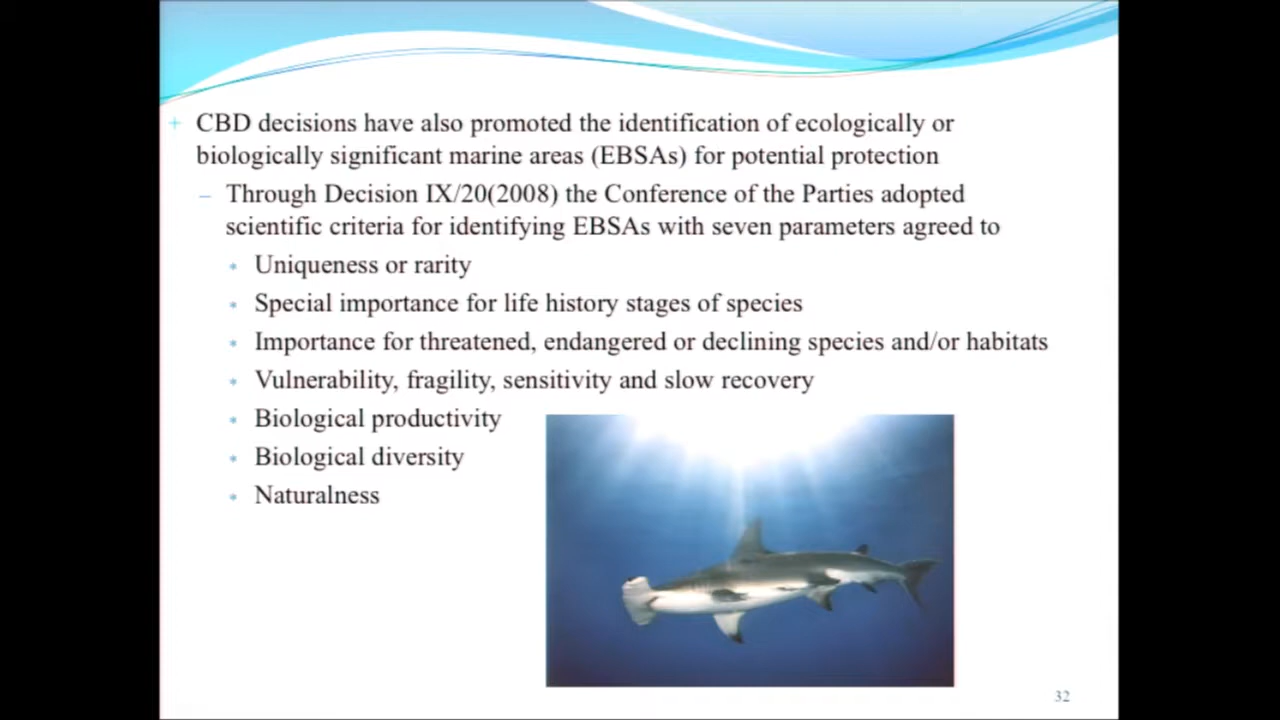 + CBD decisions have also promoted the identification of ecologically or
biologically significant marine areas (EBSAs) for potential protection
– Through Decision IX/20(2008) the Conference of the Parties adopted
scientific criteria for identifying EBSAs with seven parameters agreed to
* Uniqueness or rarity
* Special importance for life history stages of species
* Importance for threatened, endangered or declining species and/or habitats
* Vulnerability, fragility, sensitivity and slow recovery
* Biological productivity
* Biological diversity
* Naturalness
32